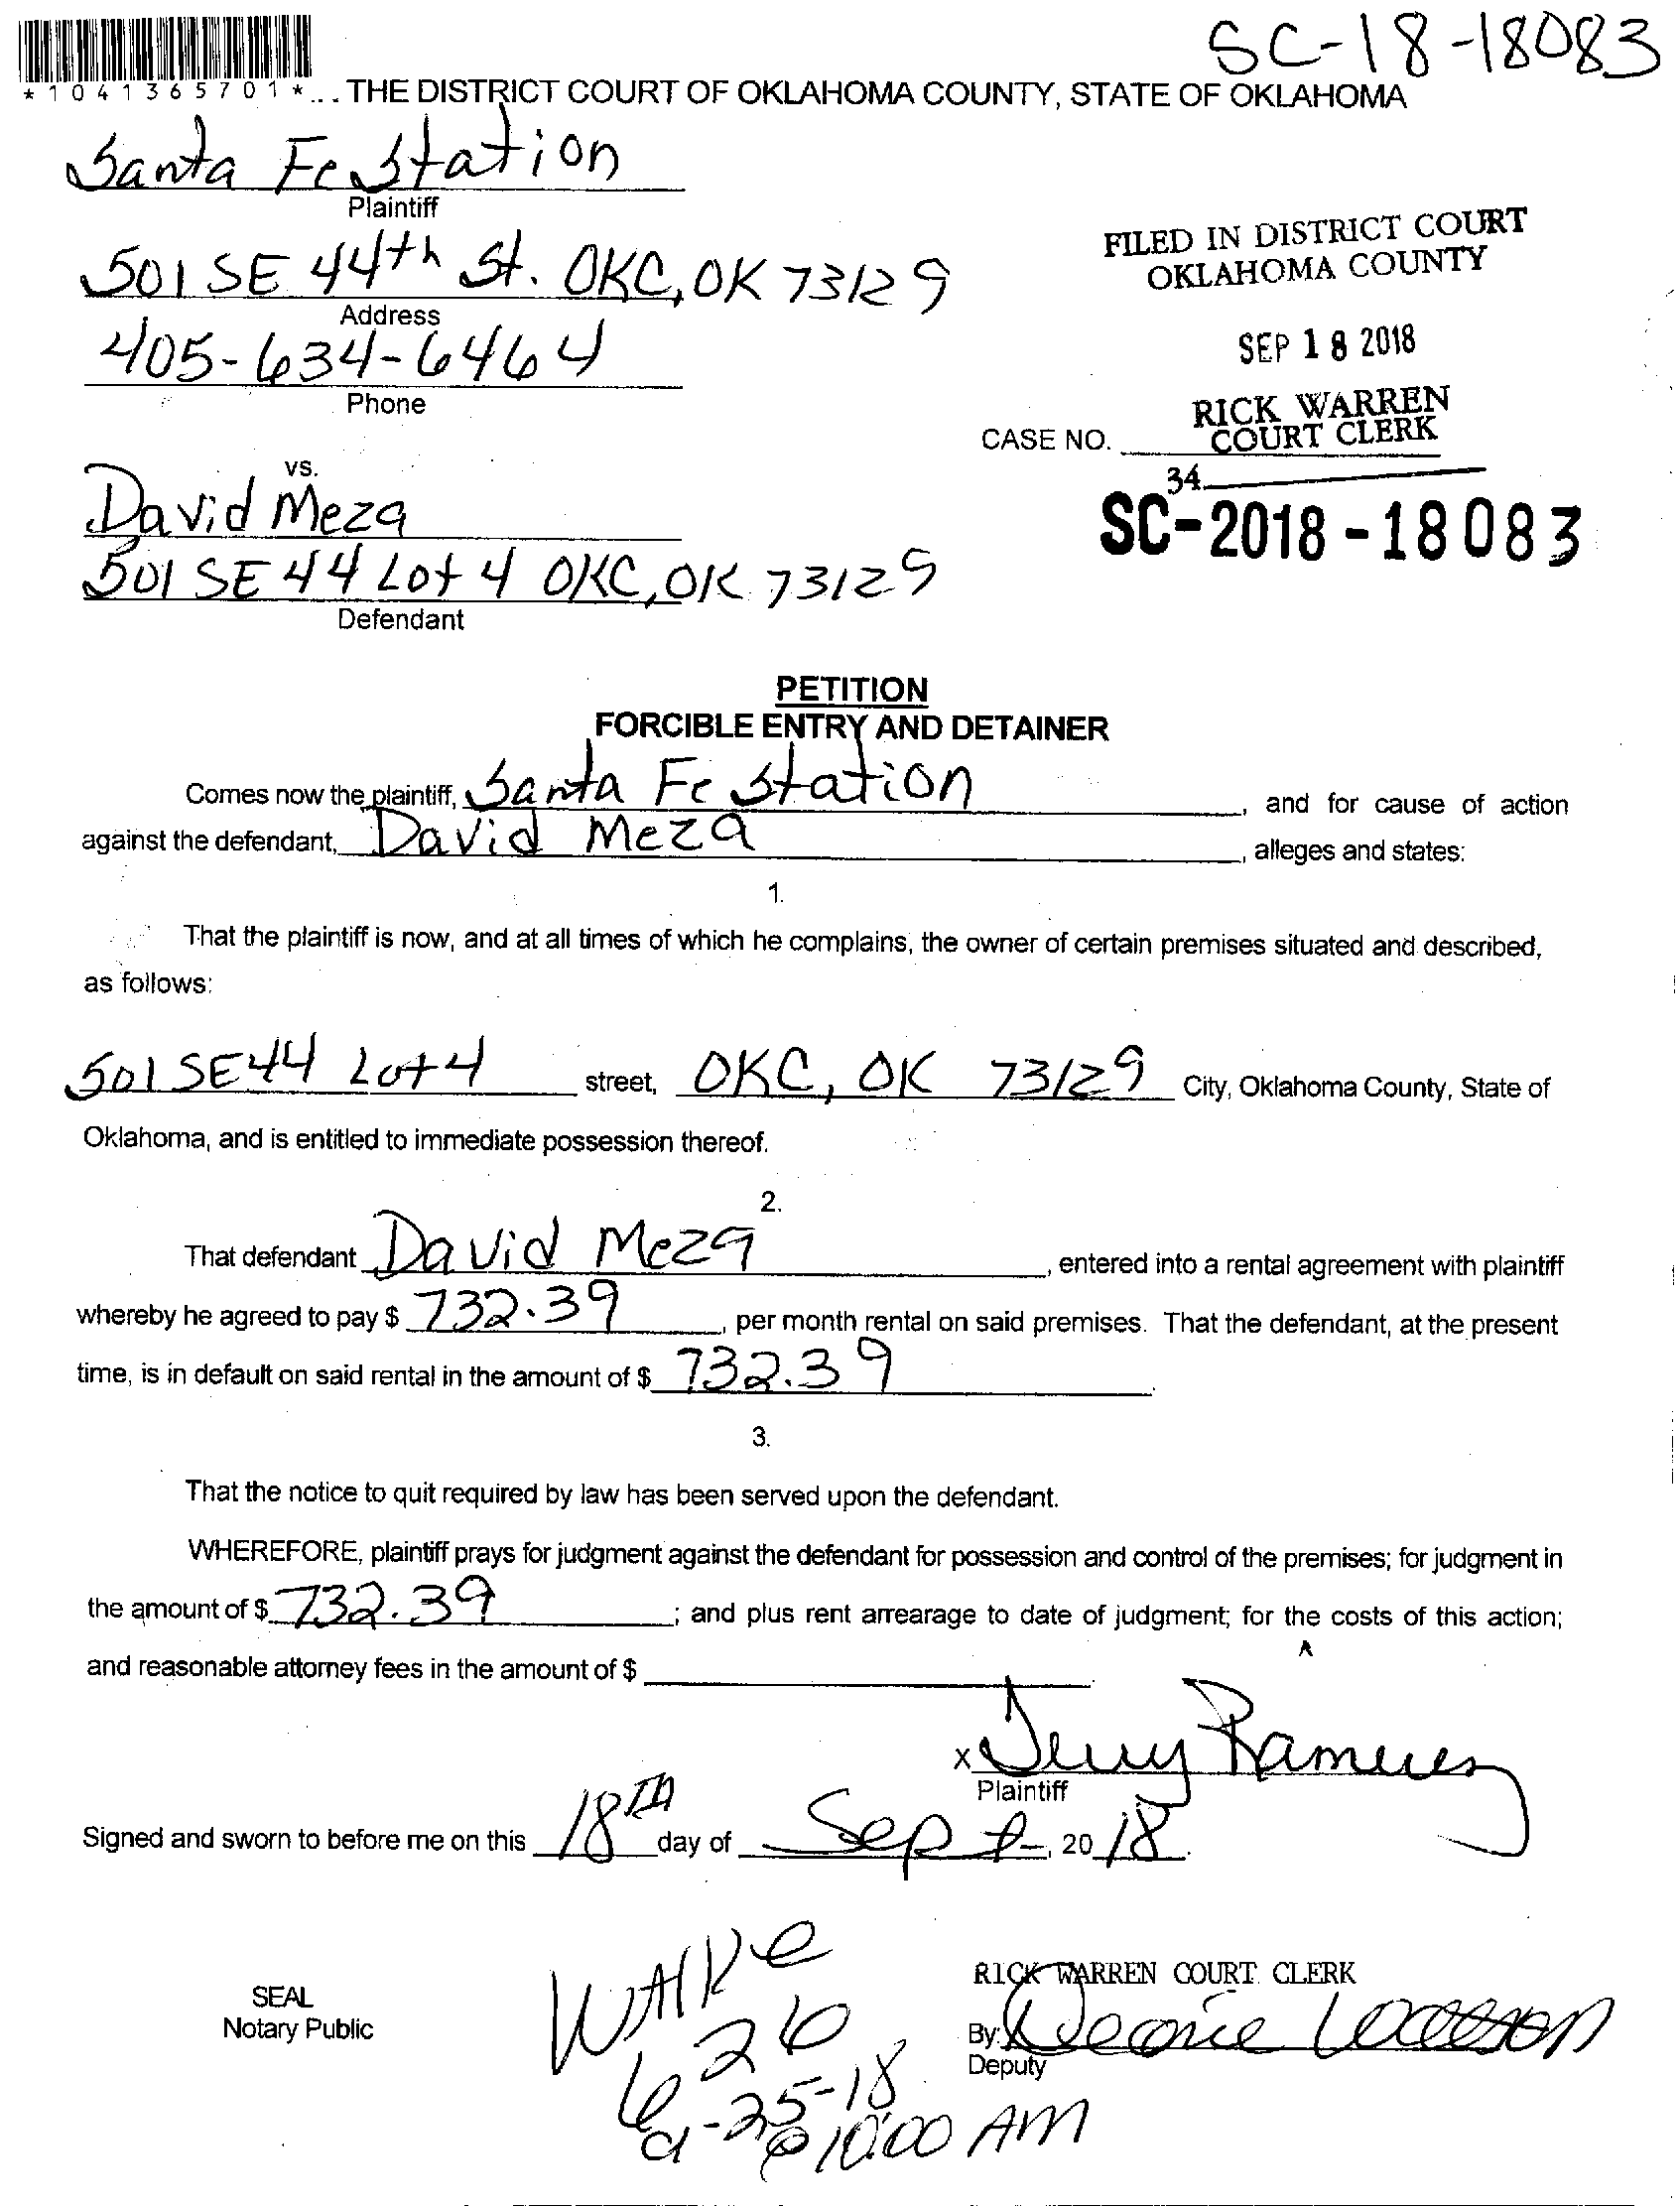 SC-18-18083
*1041365701*... THE DISTRICT COURT OF OKLAHOMA COUNTY, STATE OF OKLAHOMA
Santa Fe Station
Plaintiff
501 SE 44th St. OKC, OK 73129
Address
405-634-6464
Phone
FILED IN DISTRICT COURT
OKLAHOMA COUNTY
SEP 18 2018
RICK WARREN
COURT CLERK
CASE NO.
34
SC-2018-18083
vs.
David Meza
501 SE 44 Lot 4 OKC, OK 73129
Defendant
PETITION
FORCIBLE ENTRY AND DETAINER
Comes now the plaintiff, Santa Fe Station, and for cause of action
against the defendant, David Meza, alleges and states:
1.
That the plaintiff is now, and at all times of which he complains, the owner of certain premises situated and described,
as follows:
501 SE 44 Lot 4 street, OKC, OK 73129 City, Oklahoma County, State of
Oklahoma, and is entitled to immediate possession thereof.
2.
That defendant David Meza, entered into a rental agreement with plaintiff
whereby he agreed to pay $ 732.39, per month rental on said premises. That the defendant, at the present
time, is in default on said rental in the amount of $ 732.39.
3.
That the notice to quit required by law has been served upon the defendant.
WHEREFORE, plaintiff prays for judgment against the defendant for possession and control of the premises; for judgment in
the amount of $ 732.39; and plus rent arrearage to date of judgment; for the costs of this action;
and reasonable attorney fees in the amount of $
x Ramirez
Plaintiff
Signed and sworn to before me on this 18TH day of Sept, 20 18.
SEAL
Notary Public
WAlke
626
9-25-18
@ 10:00 AM
RICK WARREN COURT CLERK
By:
Deputy